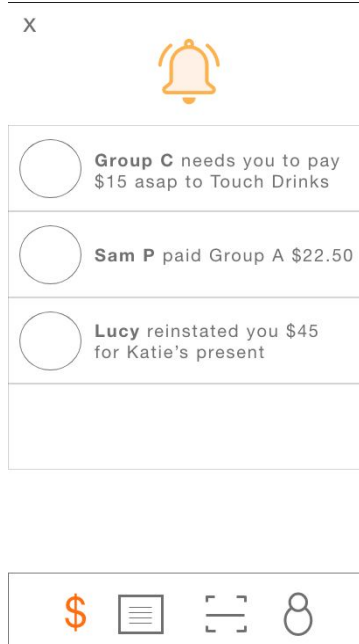 X
Group C needs you to pay
$15 asap to Touch Drinks
Sam P paid Group A $22.50
Lucy reinstated you $45
for Katie's present
$